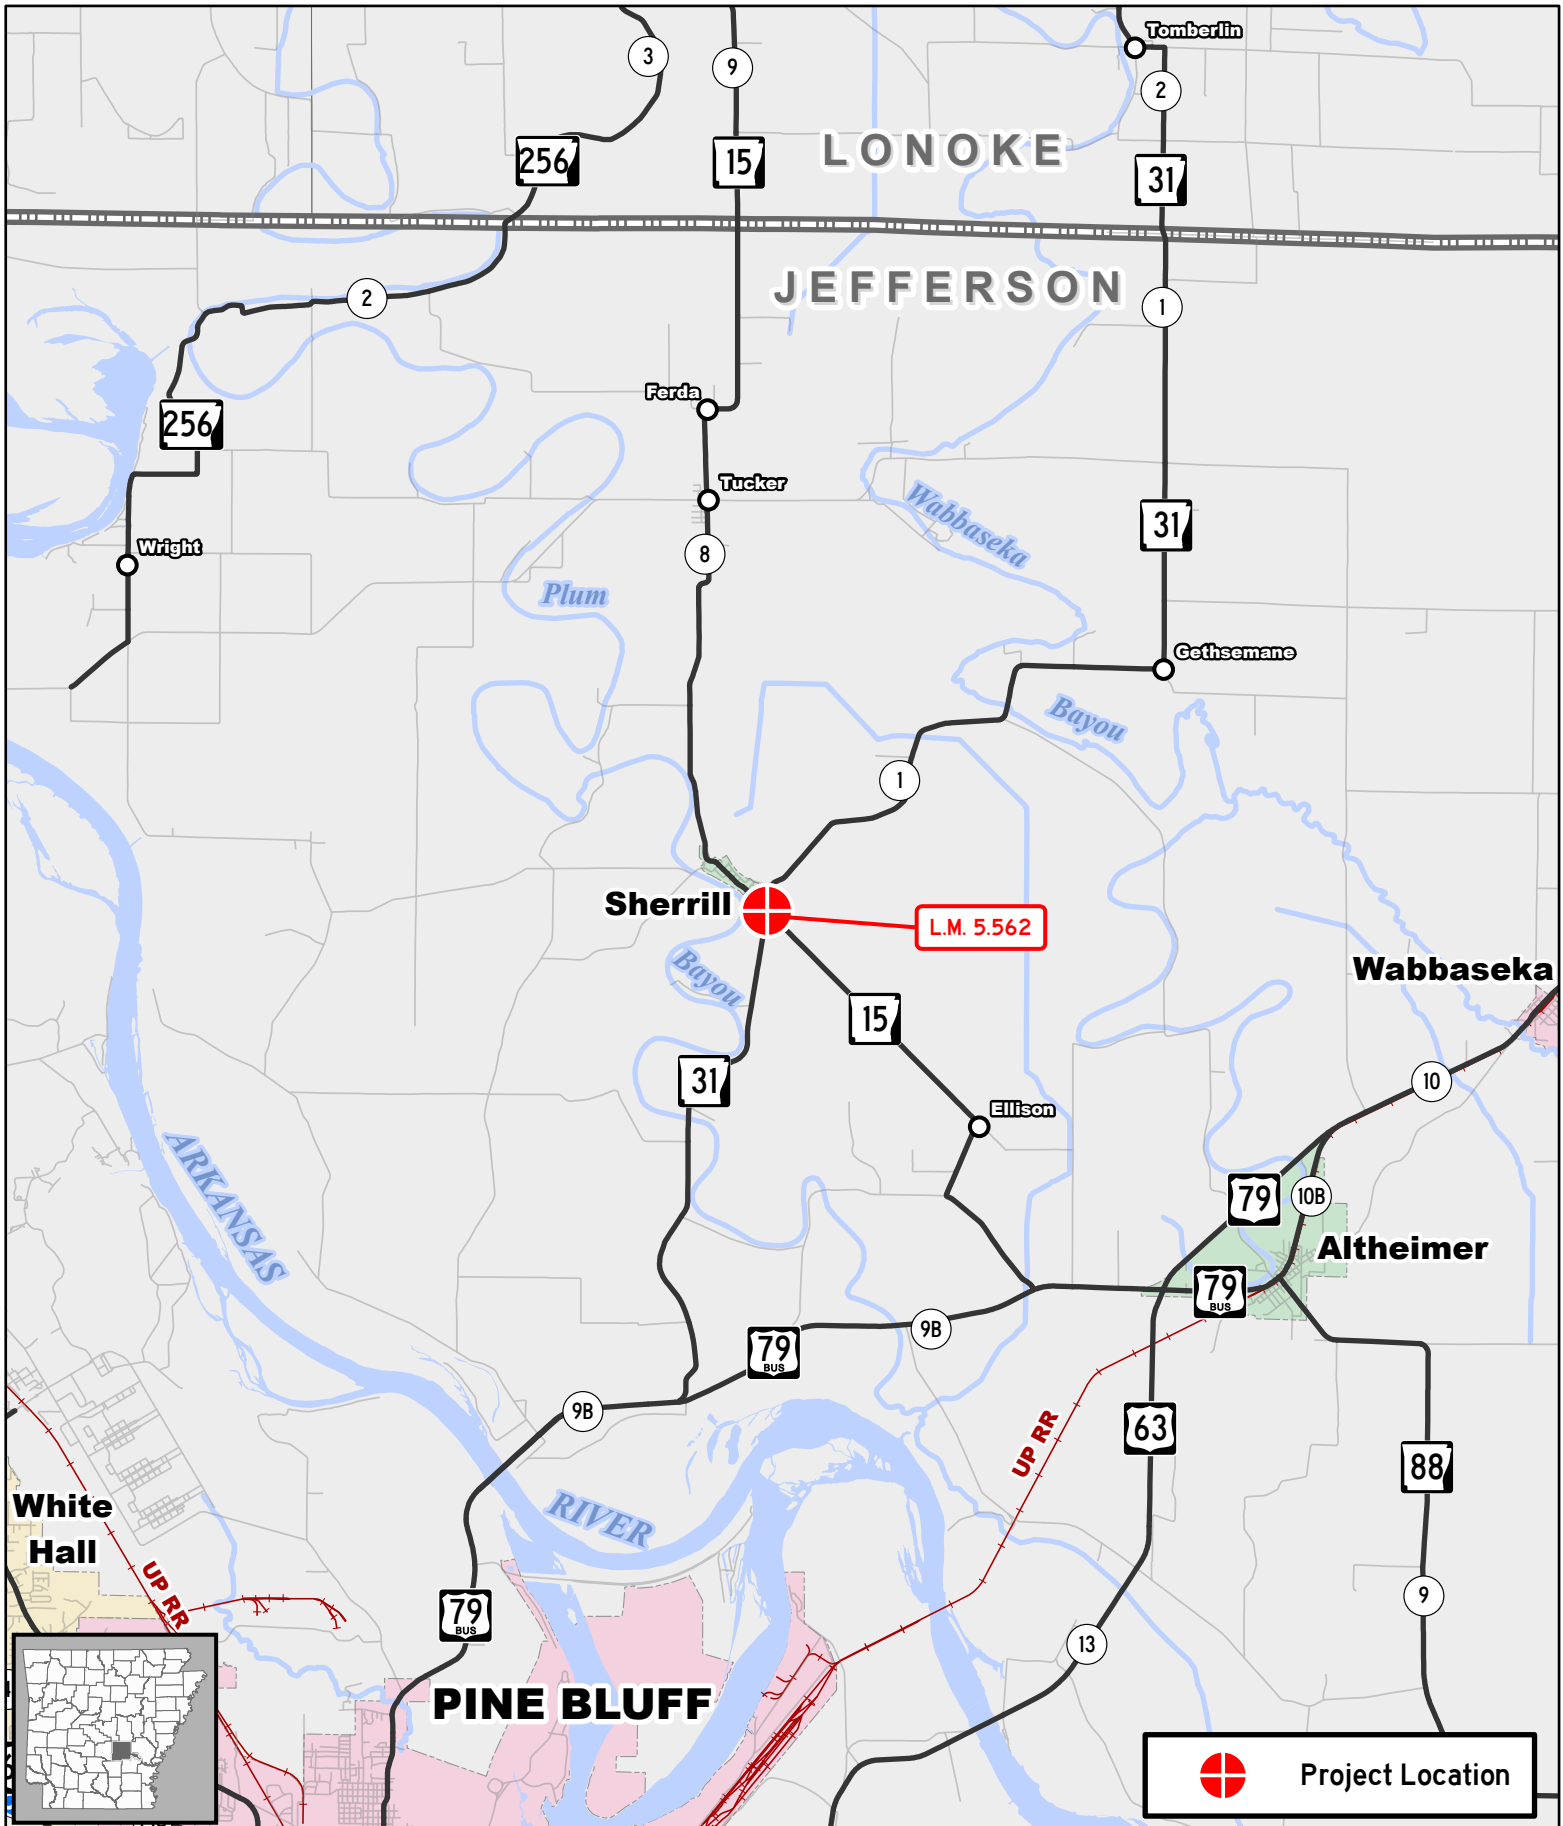 Tomberlin
3
9
2
256
15
31
LONOKE
JEFFERSON
2
1
Ferda
256
Tucker
Wabbaseka
31
Wright
8
Plum
Gethsemane
Bayou
1
Sherrill
L.M. 5.562
Bayou
Wabbaseka
15
31
10
Ellison
ARKANSAS
79
10B
Altheimer
79
BUS
9B
79
BUS
9B
63
UP RR
88
White
Hall
RIVER
UP RR
79
BUS
9
13
PINE BLUFF
Project Location